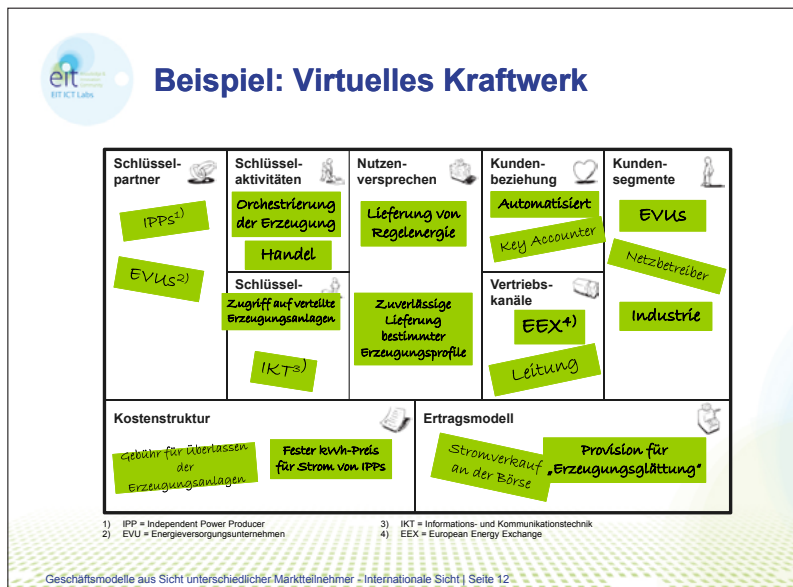 eit
EIT ICT Labs
Beispiel: Virtuelles Kraftwerk
Schlüssel-
partner
IPPs1)
EVUs2)
Schlüssel-
aktivitäten
Orchestrierung
der Erzeugung
Handel
Schlüssel-
Zugriff auf verteilte
Erzeugungsanlagen
IKT3)
Nutzen-
versprechen
Lieferung von
Regelenergie
Zuverlässige
Lieferung
bestimmter
Erzeugungsprofile
Kunden-
beziehung
Automatisiert
Key Accounter
Vertriebs-
kanäle
EEX4)
Leitung
Kunden-
segmente
EVUs
Netzbetreiber
Industrie
Kostenstruktur
Gebühr für Überlassen
der
Erzeugungsanlagen
Fester kWh-Preis
für Strom von IPPs
Ertragsmodell
Stromverkauf
an der Börse
Provision für
„Erzeugungsglättung“
1) IPP = Independent Power Producer
2) EVU = Energieversorgungsunternehmen
3) IKT = Informations- und Kommunikationstechnik
4) EEX = European Energy Exchange
Geschäftsmodelle aus Sicht unterschiedlicher Marktteilnehmer - Internationale Sicht | Seite 12